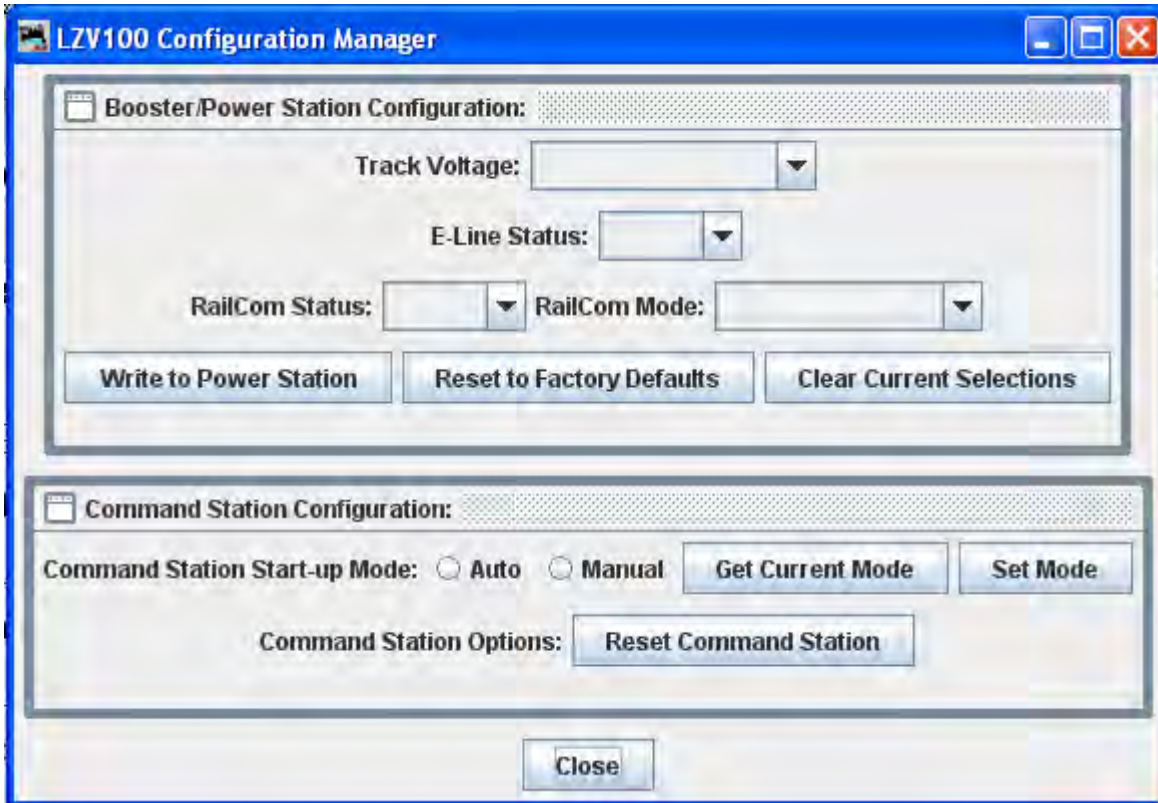 LZV100 Configuration Manager
Booster/Power Station Configuration:
Track Voltage:
E-Line Status:
RailCom Status: RailCom Mode:
Write to Power Station Reset to Factory Defaults Clear Current Selections
Command Station Configuration:
Command Station Start-up Mode: Auto Manual Get Current Mode Set Mode
Command Station Options: Reset Command Station
Close